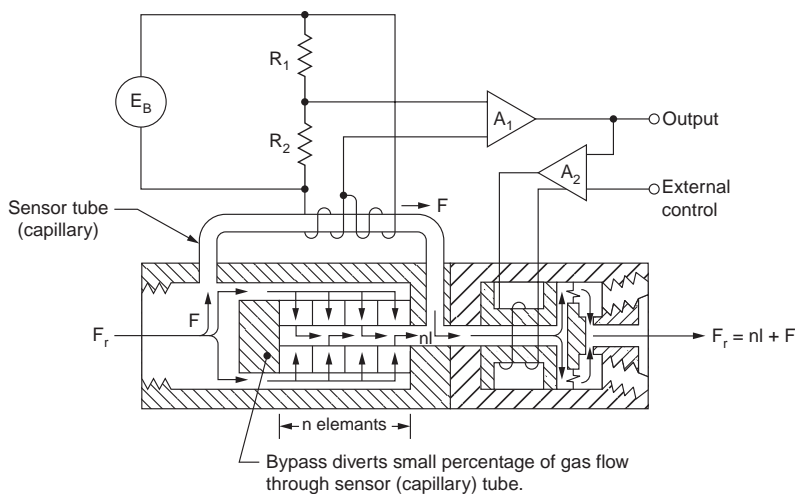 R1
EB
R2
A1
Output
A2
External
control
F
Sensor tube
(capillary)
Fr
F
nl
Fr = nl + F
n elemants
Bypass diverts small percentage of gas flow
through sensor (capillary) tube.